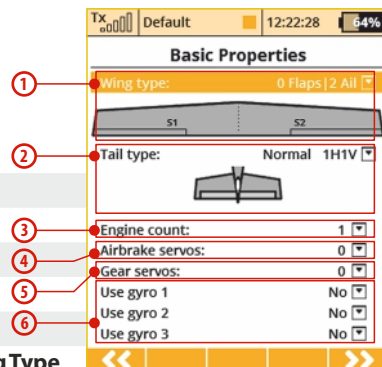 Tx Default 12:22:28 64%
Basic Properties
1 Wing type: 0 Flaps|2 Ail
S1 S2
2 Tail type: Normal 1H1V
3 Engine count: 1
4 Airbrake servos: 0
5 Gear servos: 0
6 Use gyro 1 No
Use gyro 2 No
Use gyro 3 No
g Type